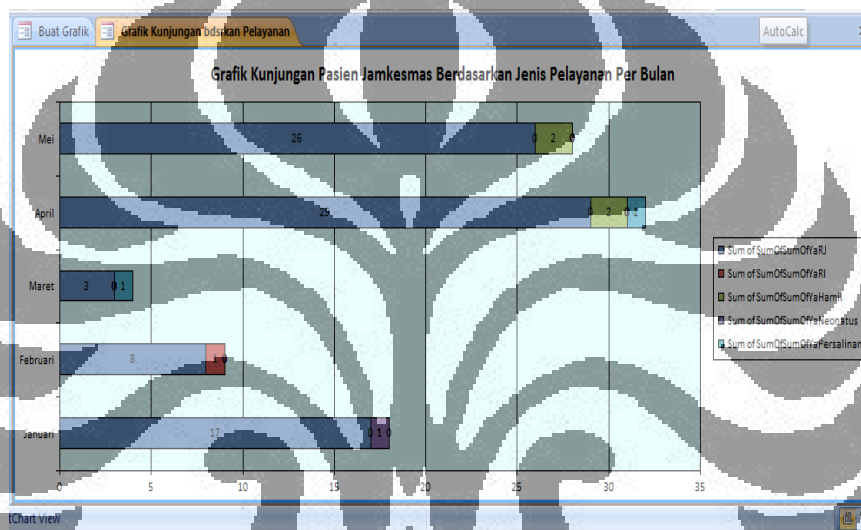 Buat Grafik
Grafik Kunjungan bdsrkan Pelayanan
AutoCalc
Grafik Kunjungan Pasien Jamkesmas Berdasarkan Jenis Pelayanan Per Bulan
Mei 26 0 2 0
April 29 0 2 0 1
Maret 3 0 1
Februari 8 1 0
Januari 17 0 1 0
0 5 10 15 20 25 30 35
Sum of SumOfSumOfYaRJ
Sum of SumOfSumOfYaRI
Sum of SumOfSumOfYaHamil
Sum of SumOfSumOfYaNeonatus
Sum of SumOfSumOfYaPersalinan
tChart View